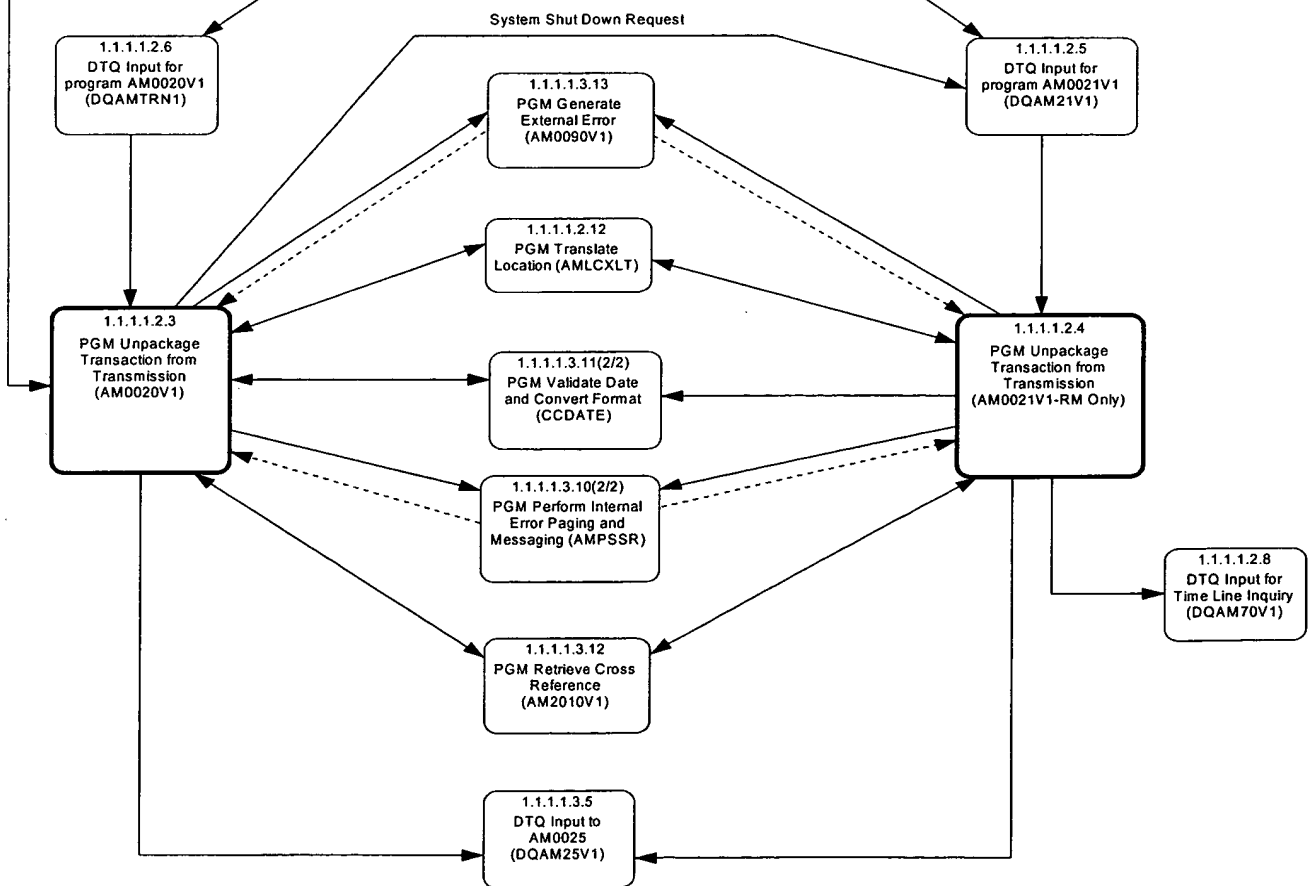 System Shut Down Request
1.1.1.1.2.6
DTQ Input for
program AM0020V1
(DQAMTRN1)
1.1.1.1.2.5
DTQ Input for
program AM0021V1
(DQAM21V1)
1.1.1.1.3.13
PGM Generate
External Error
(AM0090V1)
1.1.1.1.2.12
PGM Translate
Location (AMLCXLT)
1.1.1.1.2.3
PGM Unpackage
Transaction from
Transmission
(AM0020V1)
1.1.1.1.2.4
PGM Unpackage
Transaction from
Transmission
(AM0021V1-RM Only)
1.1.1.1.3.11(2/2)
PGM Validate Date
and Convert Format
(CCDATE)
1.1.1.1.3.10(2/2)
PGM Perform Internal
Error Paging and
Messaging (AMPSSR)
1.1.1.1.2.8
DTQ Input for
Time Line Inquiry
(DQAM70V1)
1.1.1.1.3.12
PGM Retrieve Cross
Reference
(AM2010V1)
1.1.1.1.3.5
DTQ Input to
AM0025
(DQAM25V1)